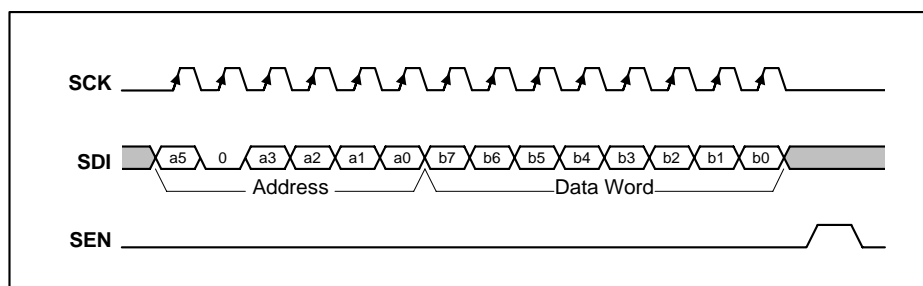 SCK
SDI a5 0 a3 a2 a1 a0 b7 b6 b5 b4 b3 b2 b1 b0
Address Data Word
SEN